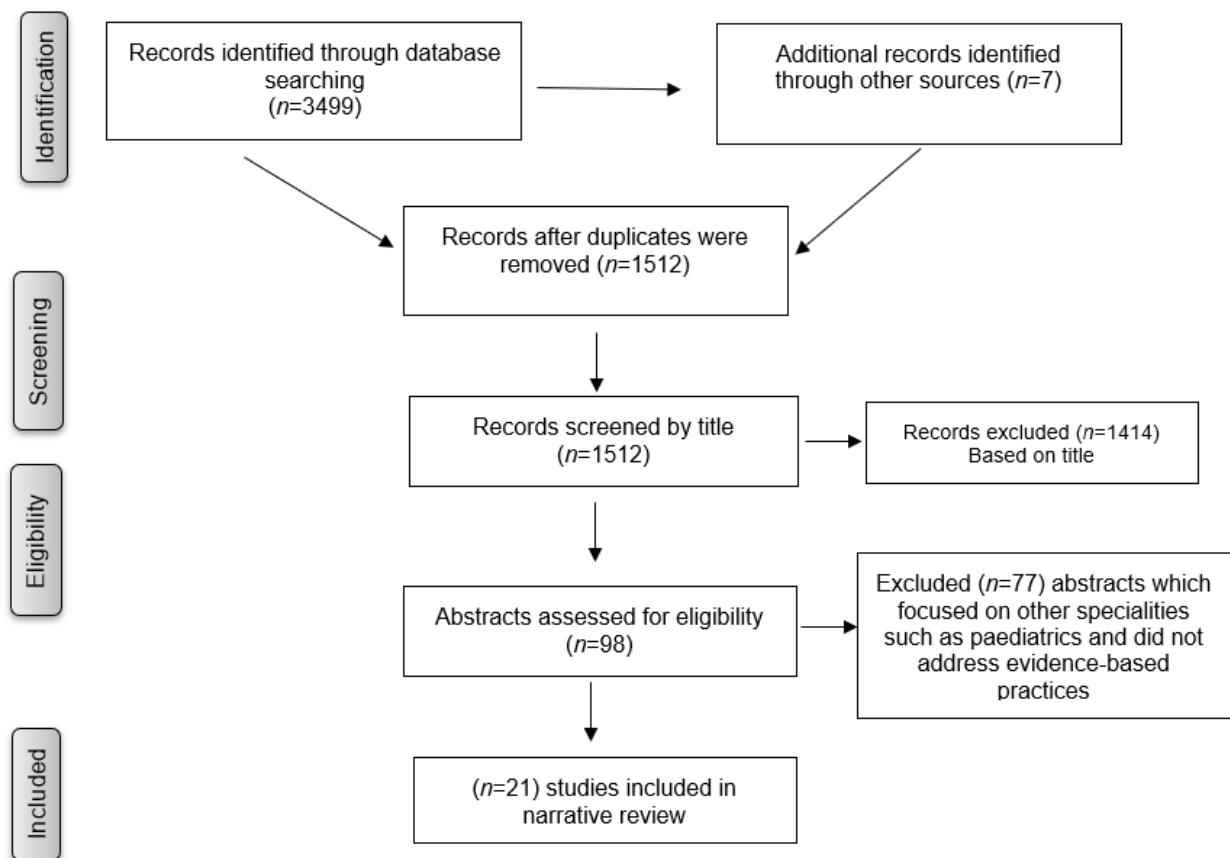 Identification
Records identified through database
searching
(n=3499)
Additional records identified
through other sources (n=7)
Records after duplicates were
removed (n=1512)
Screening
Records screened by title
(n=1512)
Records excluded (n=1414)
Based on title
Eligibility
Abstracts assessed for eligibility
(n=98)
Excluded (n=77) abstracts which
focused on other specialities
such as paediatrics and did not
address evidence-based
practices
Included
(n=21) studies included in
narrative review